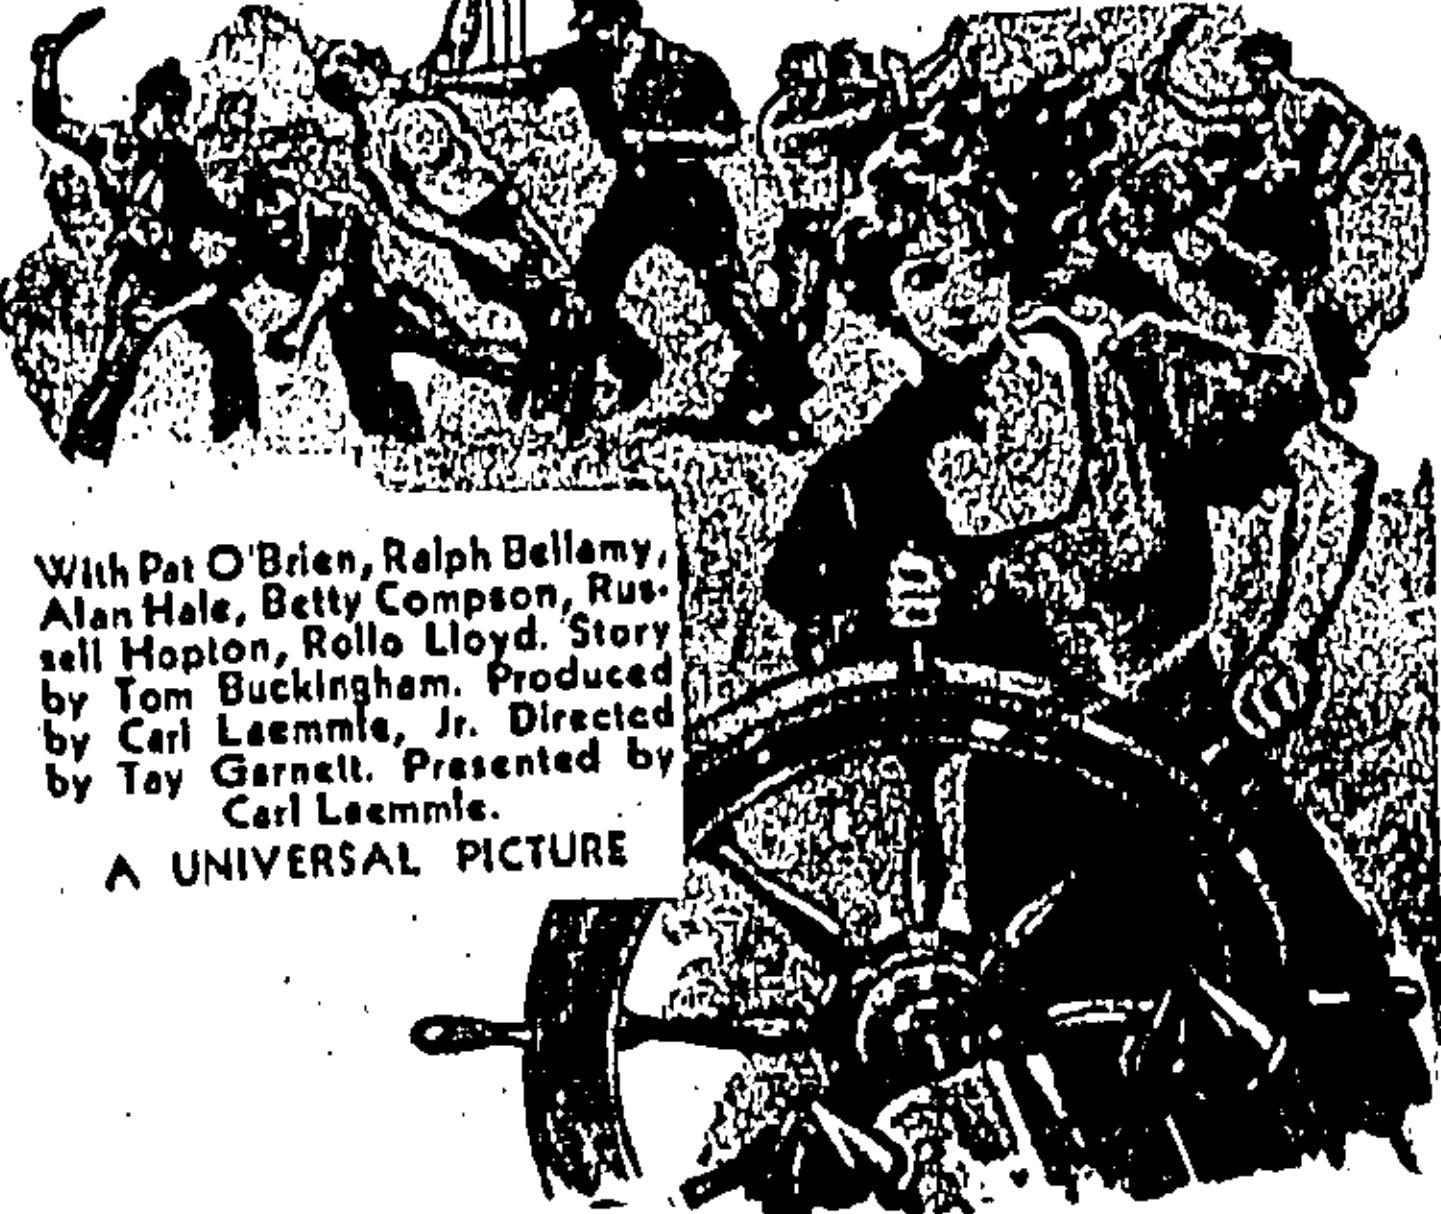 With Pat O'Brien, Ralph Bellamy,
Alan Hale, Betty Compson, Rus-
sell Hopton, Rollo Lloyd. Story
by Tom Buckingham. Produced
by Carl Laemmle, Jr. Directed
by Tay Garnett. Presented by
Carl Laemmle.
A UNIVERSAL PICTURE